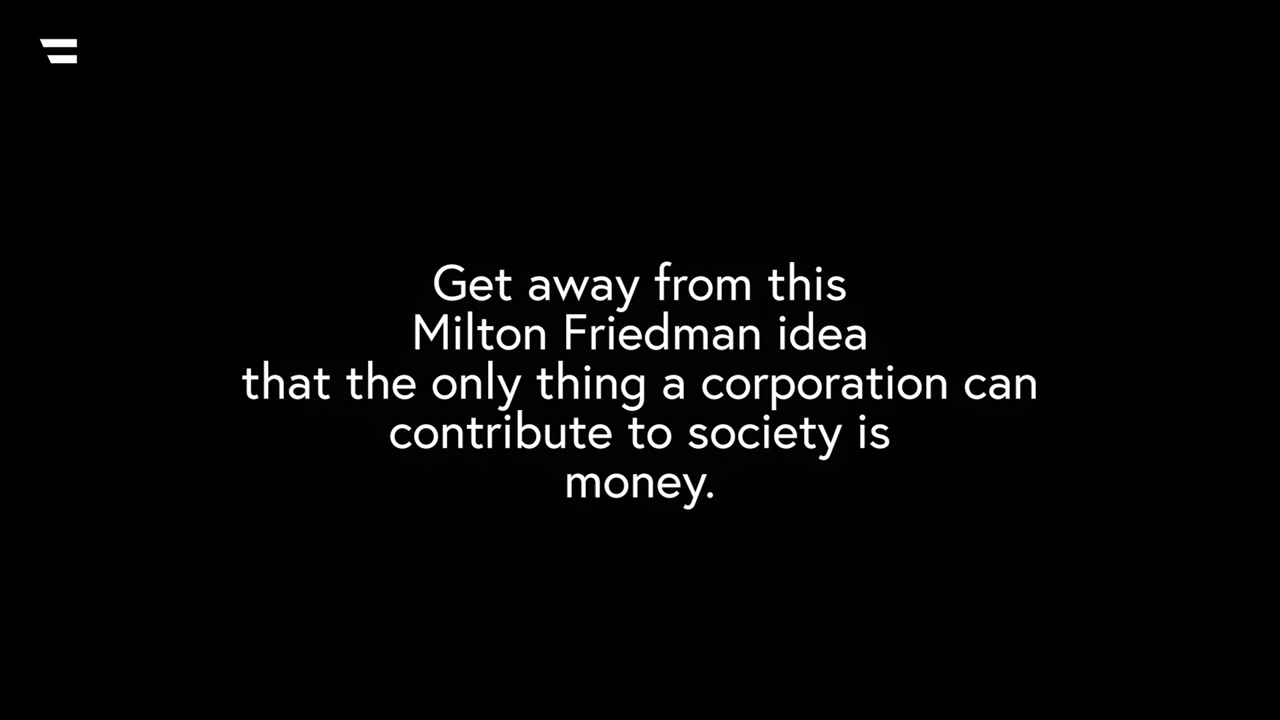 Get away from this
Milton Friedman idea
that the only thing a corporation can
contribute to society is
money.